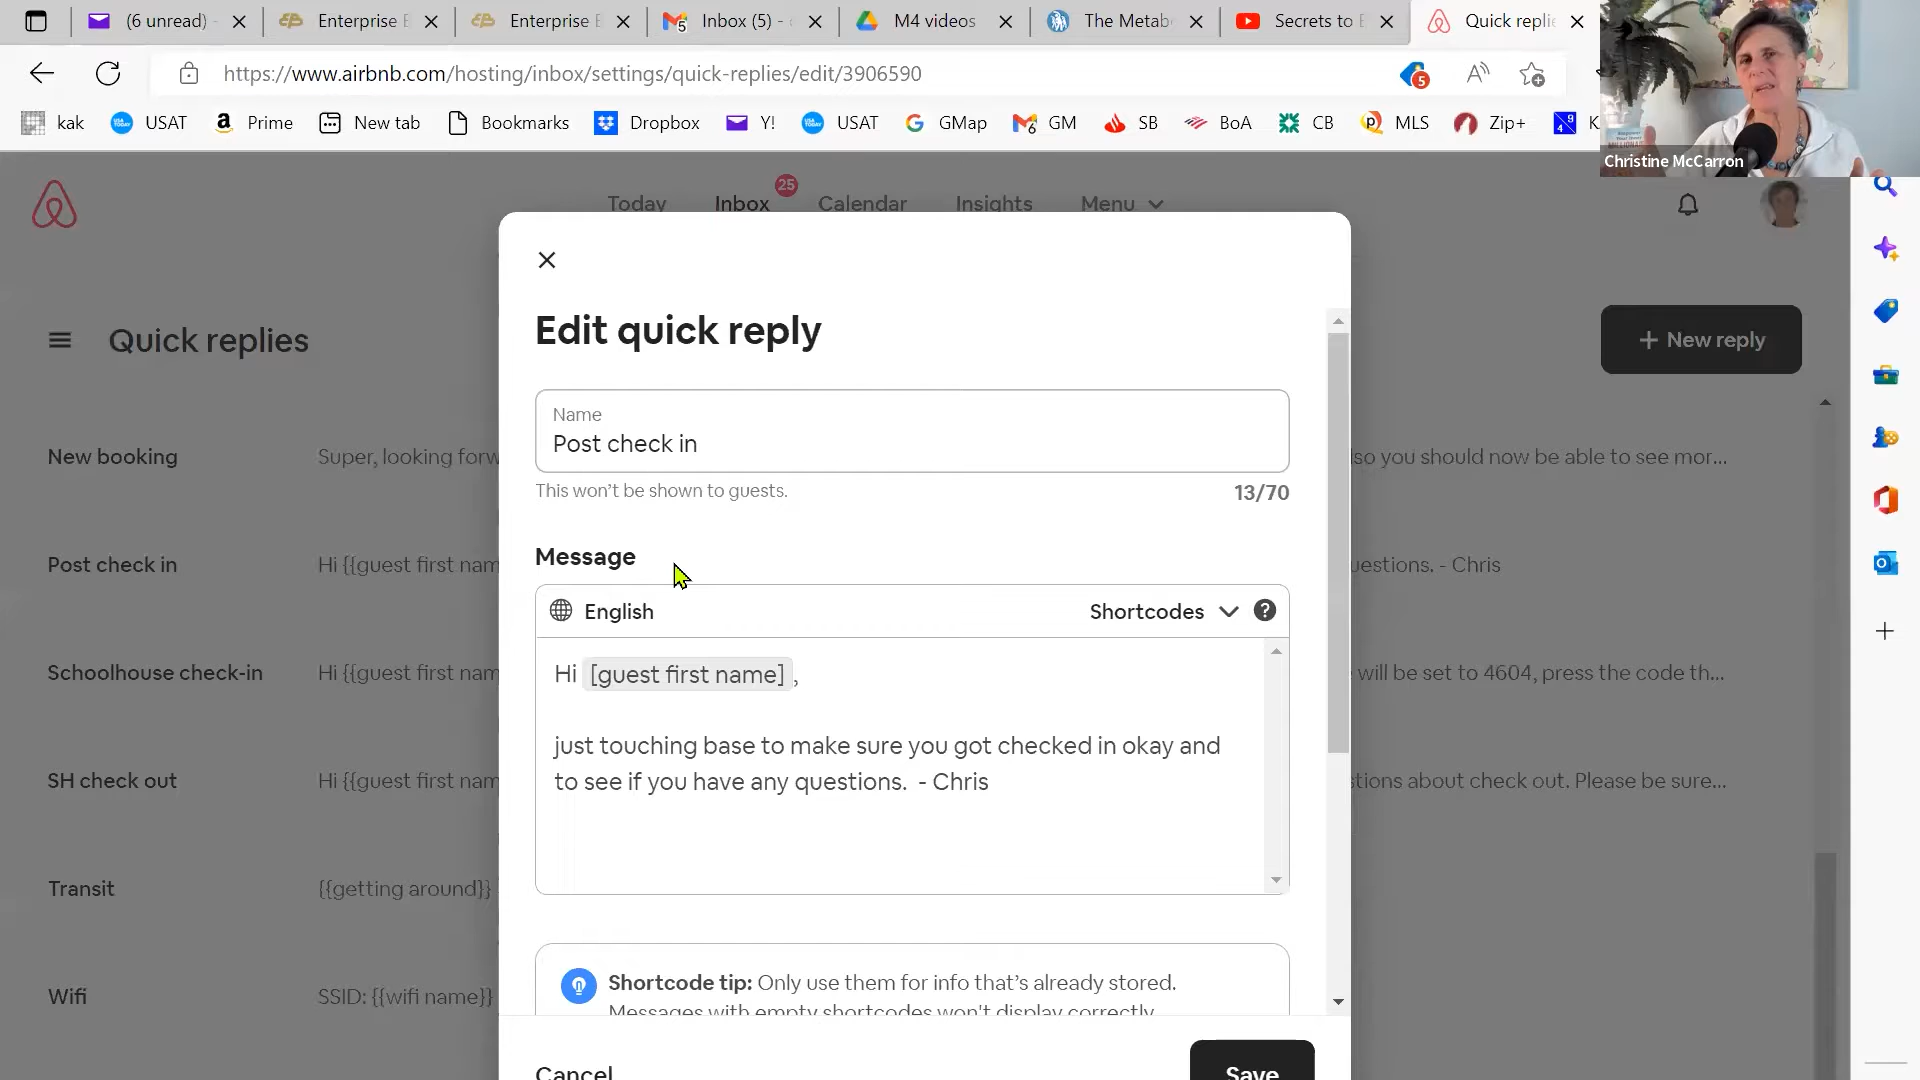 (6 unread)
Enterprise E
Enterprise E
Inbox (5) -
M4 videos
The Metab
Secrets to E
Quick replie
https://www.airbnb.com/hosting/inbox/settings/quick-replies/edit/3906590
5
kak
USAT
Prime
New tab
Bookmarks
Dropbox
Y!
USAT
GMap
GM
SB
BoA
CB
MLS
Zip+
K
Christine McCarron
Today
Inbox
25
Calendar
Insights
Menu
Quick replies
+ New reply
New booking
Super, looking forw
so you should now be able to see mor...
Post check in
Hi {{guest first nam
uestions. - Chris
Schoolhouse check-in
Hi {{guest first nam
will be set to 4604, press the code th...
SH check out
Hi {{guest first nam
stions about check out. Please be sure...
Transit
{{getting around}}
Wifi
SSID: {{wifi name}}
Edit quick reply
Name
Post check in
This won't be shown to guests.
13/70
Message
English
Shortcodes
Hi [guest first name],
just touching base to make sure you got checked in okay and
to see if you have any questions.  - Chris
Shortcode tip: Only use them for info that's already stored.
Messages with empty shortcodes won't display correctly.
Cancel
Save